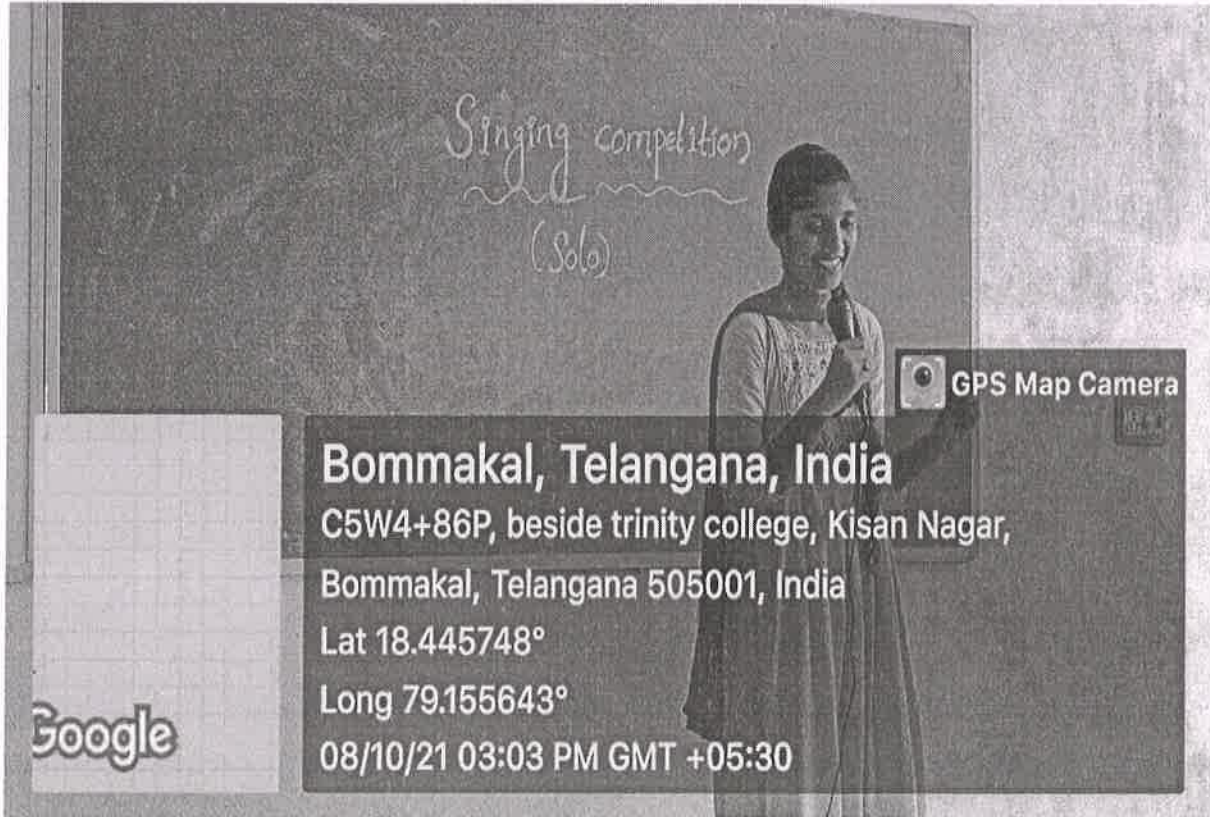 Singing competition
(Solo)
GPS Map Camera
Bommakal, Telangana, India
C5W4+86P, beside trinity college, Kisan Nagar,
Bommakal, Telangana 505001, India
Lat 18.445748°
Long 79.155643°
08/10/21 03:03 PM GMT +05:30
Google